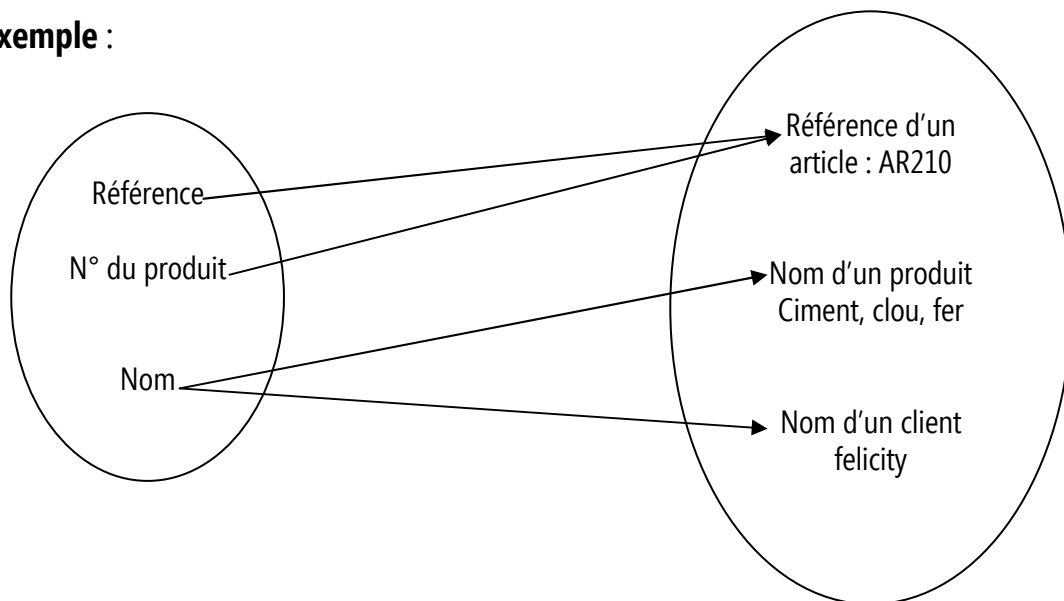 xemple :
Référence
N° du produit
Nom
Référence d’un
article : AR210
Nom d’un produit
Ciment, clou, fer
Nom d’un client
felicity